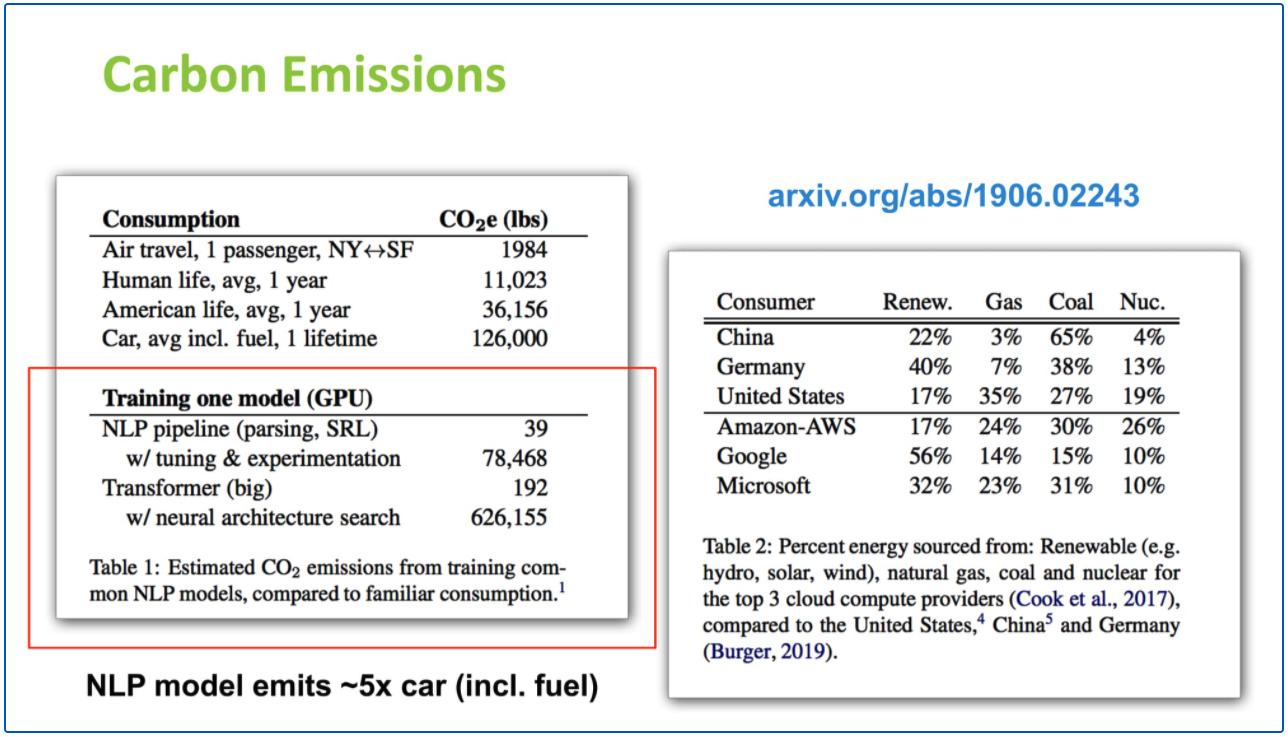 Carbon Emissions
Consumption CO₂e (lbs)
Air travel, 1 passenger, NY↔SF 1984
Human life, avg, 1 year 11,023
American life, avg, 1 year 36,156
Car, avg incl. fuel, 1 lifetime 126,000
Training one model (GPU)
NLP pipeline (parsing, SRL) 39
w/ tuning & experimentation 78,468
Transformer (big) 192
w/ neural architecture search 626,155
Table 1: Estimated CO₂ emissions from training com-
mon NLP models, compared to familiar consumption.¹
NLP model emits ~5x car (incl. fuel)
arxiv.org/abs/1906.02243
Consumer Renew. Gas Coal Nuc.
China 22% 3% 65% 4%
Germany 40% 7% 38% 13%
United States 17% 35% 27% 19%
Amazon-AWS 17% 24% 30% 26%
Google 56% 14% 15% 10%
Microsoft 32% 23% 31% 10%
Table 2: Percent energy sourced from: Renewable (e.g.
hydro, solar, wind), natural gas, coal and nuclear for
the top 3 cloud compute providers (Cook et al., 2017),
compared to the United States,⁴ China⁵ and Germany
(Burger, 2019).